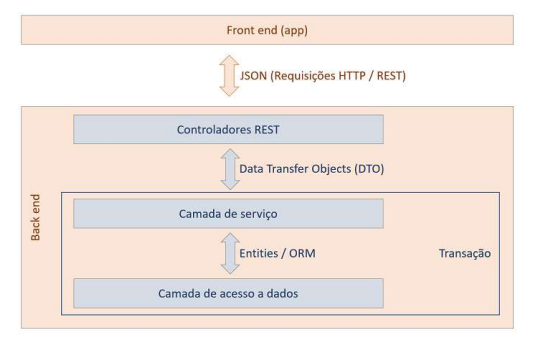 Front end (app)
JSON (Requisições HTTP / REST)
Controladores REST
Data Transfer Objects (DTO)
Back end
Camada de serviço
Entities / ORM
Transação
Camada de acesso a dados